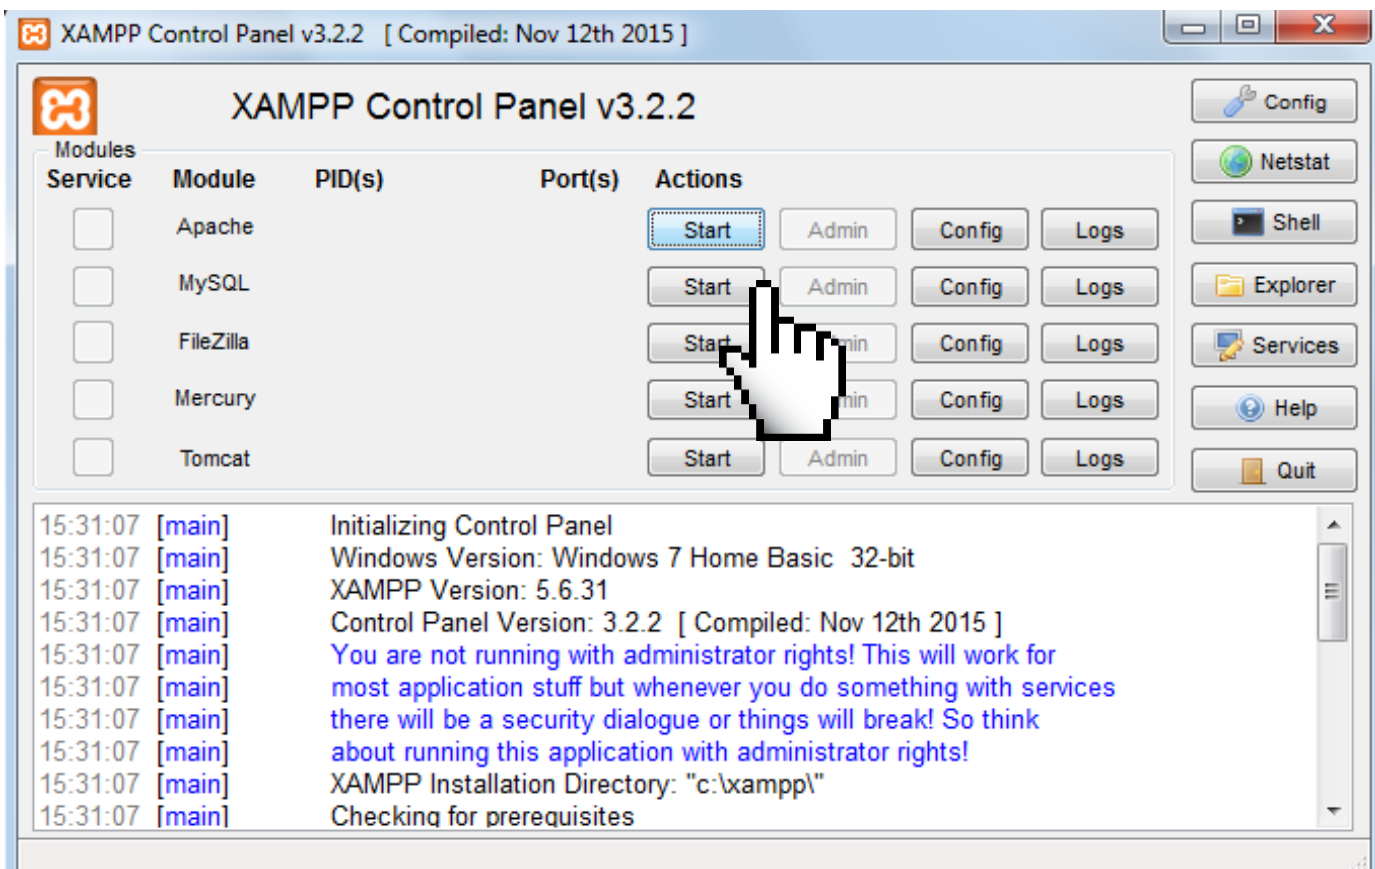 XAMPP Control Panel v3.2.2 [ Compiled: Nov 12th 2015 ]
XAMPP Control Panel v3.2.2
Config
Modules
Service Module PID(s) Port(s) Actions
Netstat
Apache Start Admin Config Logs
Shell
MySQL Start Admin Config Logs
Explorer
FileZilla Start Config Logs
Services
Mercury Start Config Logs
Help
Tomcat Start Admin Config Logs
Quit
15:31:07 [main] Initializing Control Panel
15:31:07 [main] Windows Version: Windows 7 Home Basic 32-bit
15:31:07 [main] XAMPP Version: 5.6.31
15:31:07 [main] Control Panel Version: 3.2.2 [ Compiled: Nov 12th 2015 ]
15:31:07 [main] You are not running with administrator rights! This will work for
15:31:07 [main] most application stuff but whenever you do something with services
15:31:07 [main] there will be a security dialogue or things will break! So think
15:31:07 [main] about running this application with administrator rights!
15:31:07 [main] XAMPP Installation Directory: "c:\xampp\"
15:31:07 [main] Checking for prerequisites